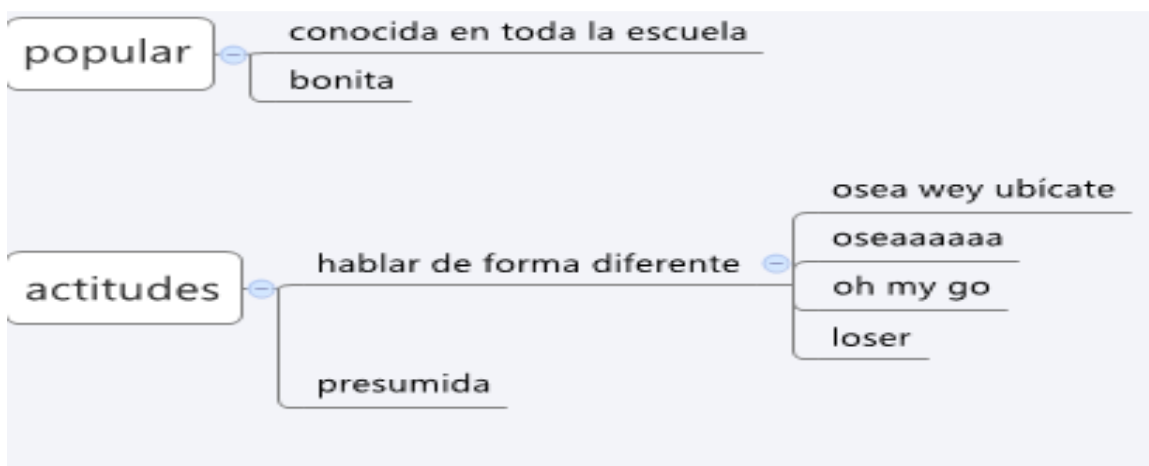 popular
conocida en toda la escuela
bonita
actitudes
hablar de forma diferente
osea wey ubícate
oseaaaaaa
oh my go
loser
presumida